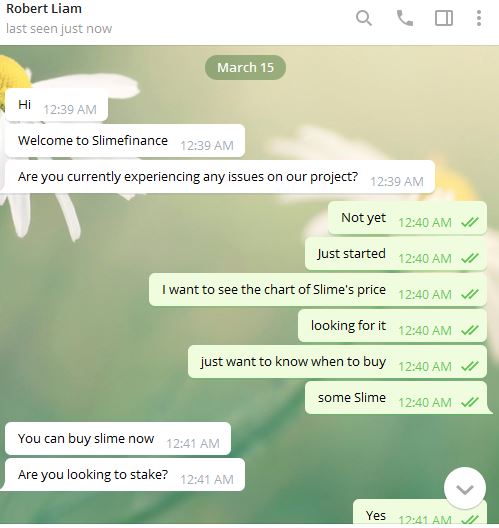 Robert Liam
last seen just now
March 15
Hi 12:39 AM
Welcome to Slimefinance 12:39 AM
Are you currently experiencing any issues on our project? 12:39 AM
Not yet 12:40 AM
Just started 12:40 AM
I want to see the chart of Slime's price 12:40 AM
looking for it 12:40 AM
just want to know when to buy 12:40 AM
some Slime 12:40 AM
You can buy slime now 12:41 AM
Are you looking to stake? 12:41 AM
Yes 12:41 AM